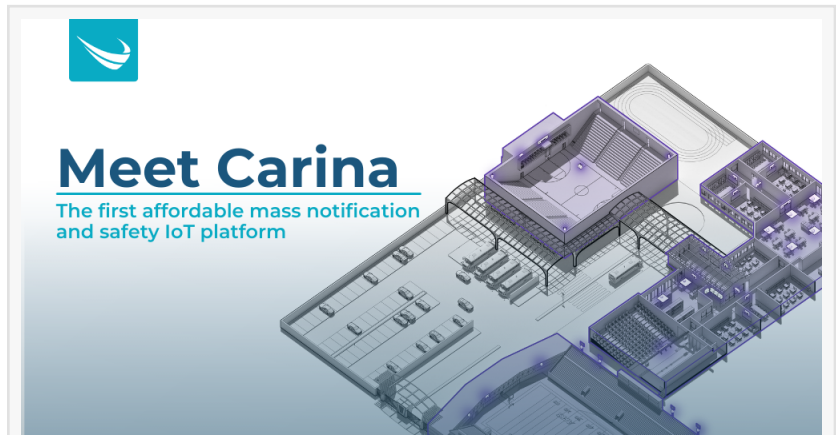 Meet Carina
The first affordable mass notification
and safety IoT platform